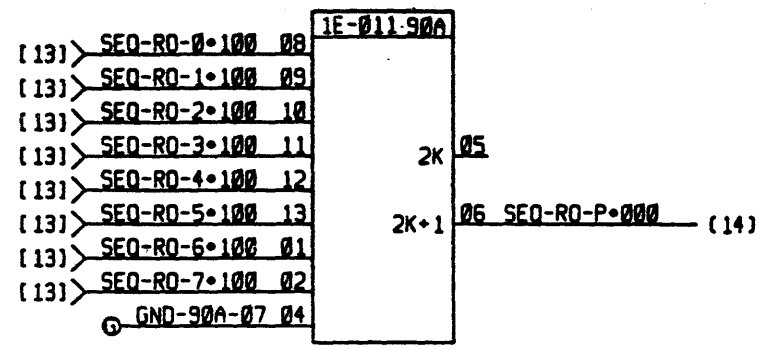 1E-011-90A
[13] SEQ-RO-0•100 08
[13] SEQ-RO-1•100 09
[13] SEQ-RO-2•100 10
[13] SEQ-RO-3•100 11
[13] SEQ-RO-4•100 12
[13] SEQ-RO-5•100 13
[13] SEQ-RO-6•100 01
[13] SEQ-RO-7•100 02
G GND-90A-07 04
2K 05
2K+1 06 SEQ-RO-P•000 [14]